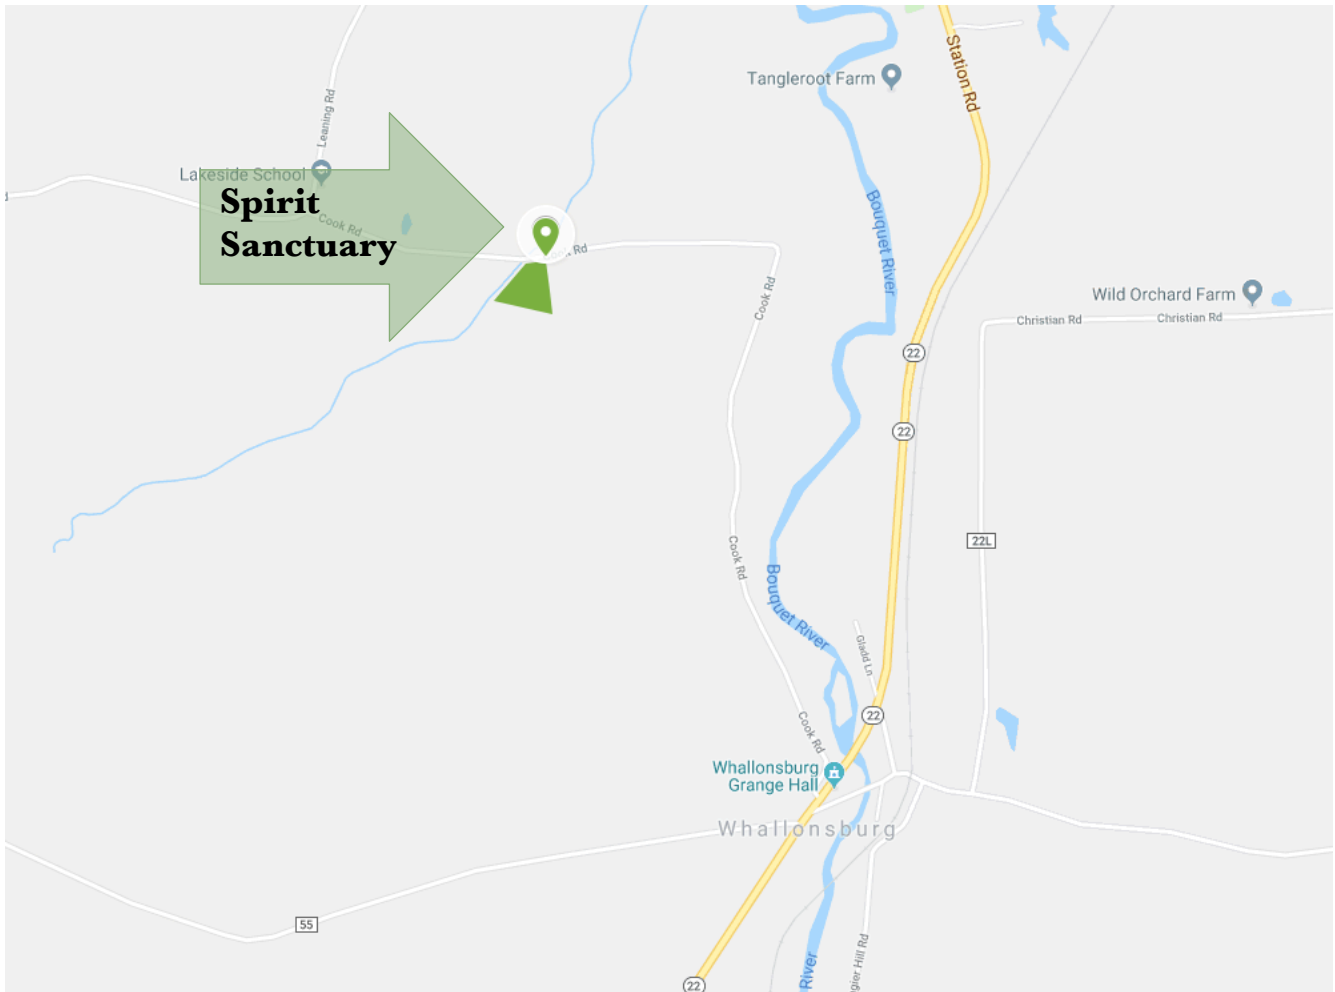 Station Rd
Tangleroot Farm
Leaning Rd
Lakeside School
Spirit
Sanctuary
Cook Rd
Rd
Bouquet River
Cook Rd
Wild Orchard Farm
Christian Rd
Christian Rd
22
22
22L
Cook Rd
Bouquet River
Gladd Ln
22
Cook Rd
Whallonsburg
Grange Hall
Whallonsburg
55
River
22